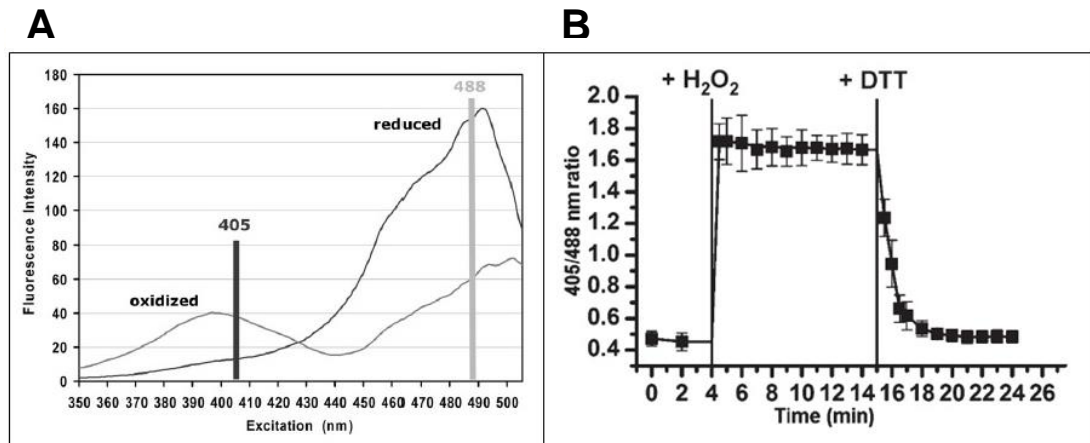 A
B
180
160
140
120
100
80
60
40
20
0
Fluorescence Intensity
488
reduced
405
oxidized
350 360 370 380 390 400 410 420 430 440 450 460 470 480 490 500
Excitation (nm)
+ H2O2
+ DTT
2.0
1.8
1.6
1.4
1.2
1.0
0.8
0.6
0.4
405/488 nm ratio
0 2 4 6 8 10 12 14 16 18 20 22 24 26
Time (min)